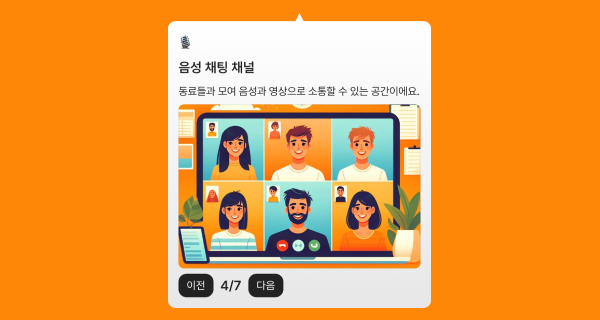 음성 채팅 채널
동료들과 모여 음성과 영상으로 소통할 수 있는 공간이에요.
이전 4/7 다음